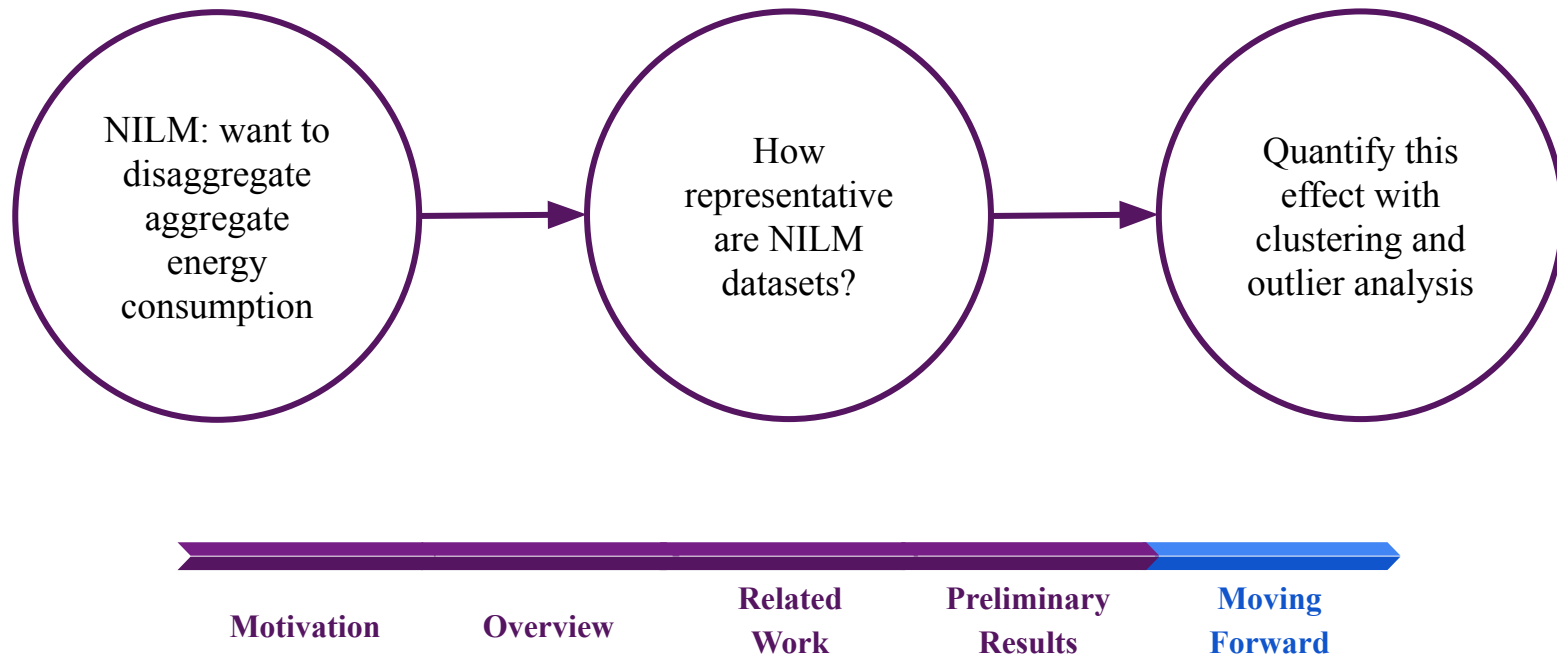 NILM: want to
disaggregate
aggregate
energy
consumption
How
representative
are NILM
datasets?
Quantify this
effect with
clustering and
outlier analysis
Motivation
Overview
Related
Work
Preliminary
Results
Moving
Forward